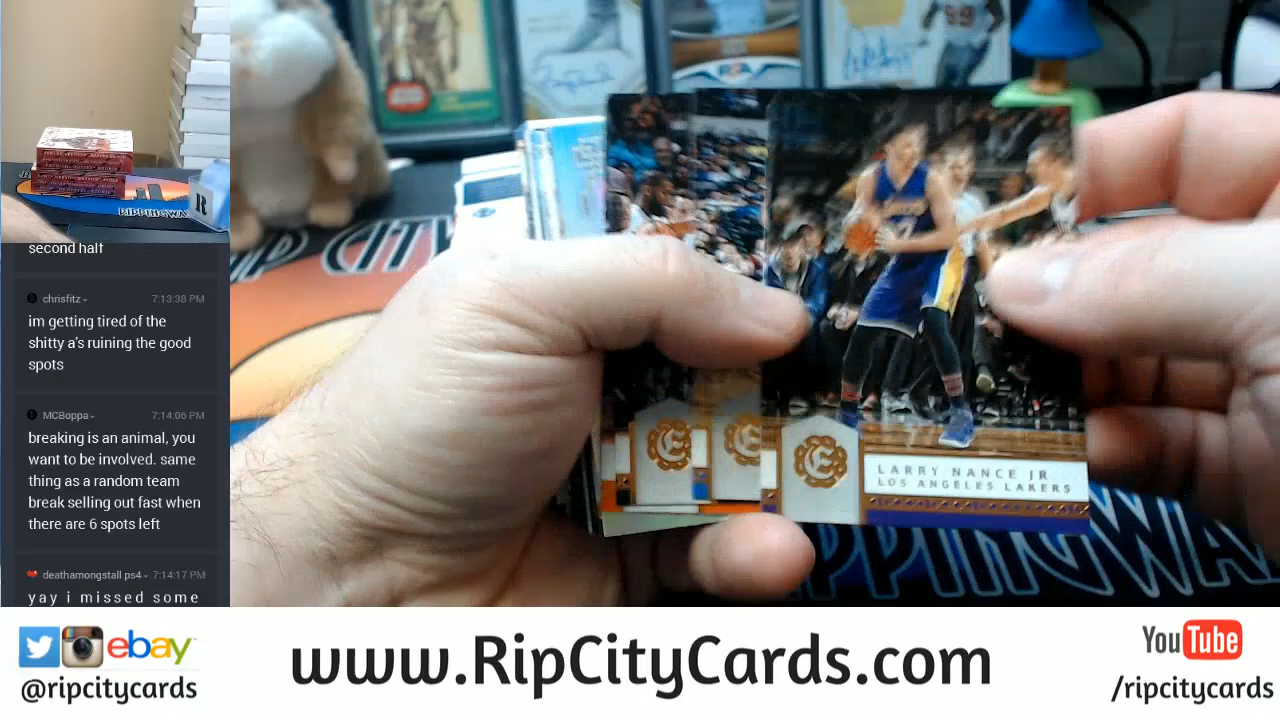 second half
chrisfitz
7:13:38 PM
im getting tired of the
shitty a's ruining the good
spots
MCBoppa
7:14:06 PM
breaking is an animal, you
want to be involved. same
thing as a random team
break selling out fast when
there are 6 spots left
deathamongstall ps4
7:14:17 PM
yay i missed some
RIP CITY
LARRY NANCE JR
LOS ANGELES LAKERS
ebay
@ripcitycards
www.RipCityCards.com
YouTube
/ripcitycards